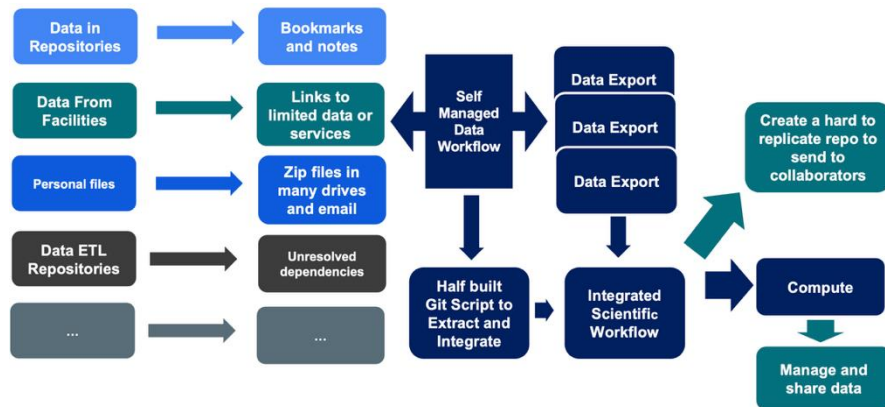 Data in
Repositories
Bookmarks
and notes
Data From
Facilities
Links to
limited data or
services
Personal files
Zip files in
many drives
and email
Data ETL
Repositories
Unresolved
dependencies
...
...
Self
Managed
Data
Workflow
Data Export
Data Export
Data Export
Half built
Git Script to
Extract and
Integrate
Integrated
Scientific
Workflow
Create a hard to
replicate repo to
send to
collaborators
Compute
Manage and
share data